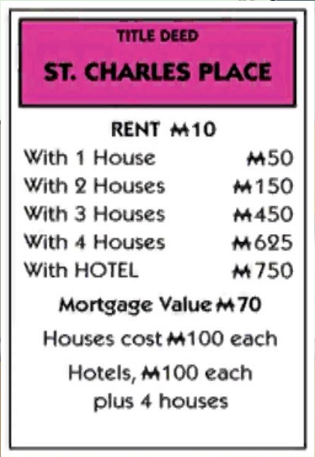 TITLE DEED
ST. CHARLES PLACE
RENT ₩10
With 1 House ₩50
With 2 Houses ₩150
With 3 Houses ₩450
With 4 Houses ₩625
With HOTEL ₩750
Mortgage Value ₩70
Houses cost ₩100 each
Hotels, ₩100 each
plus 4 houses